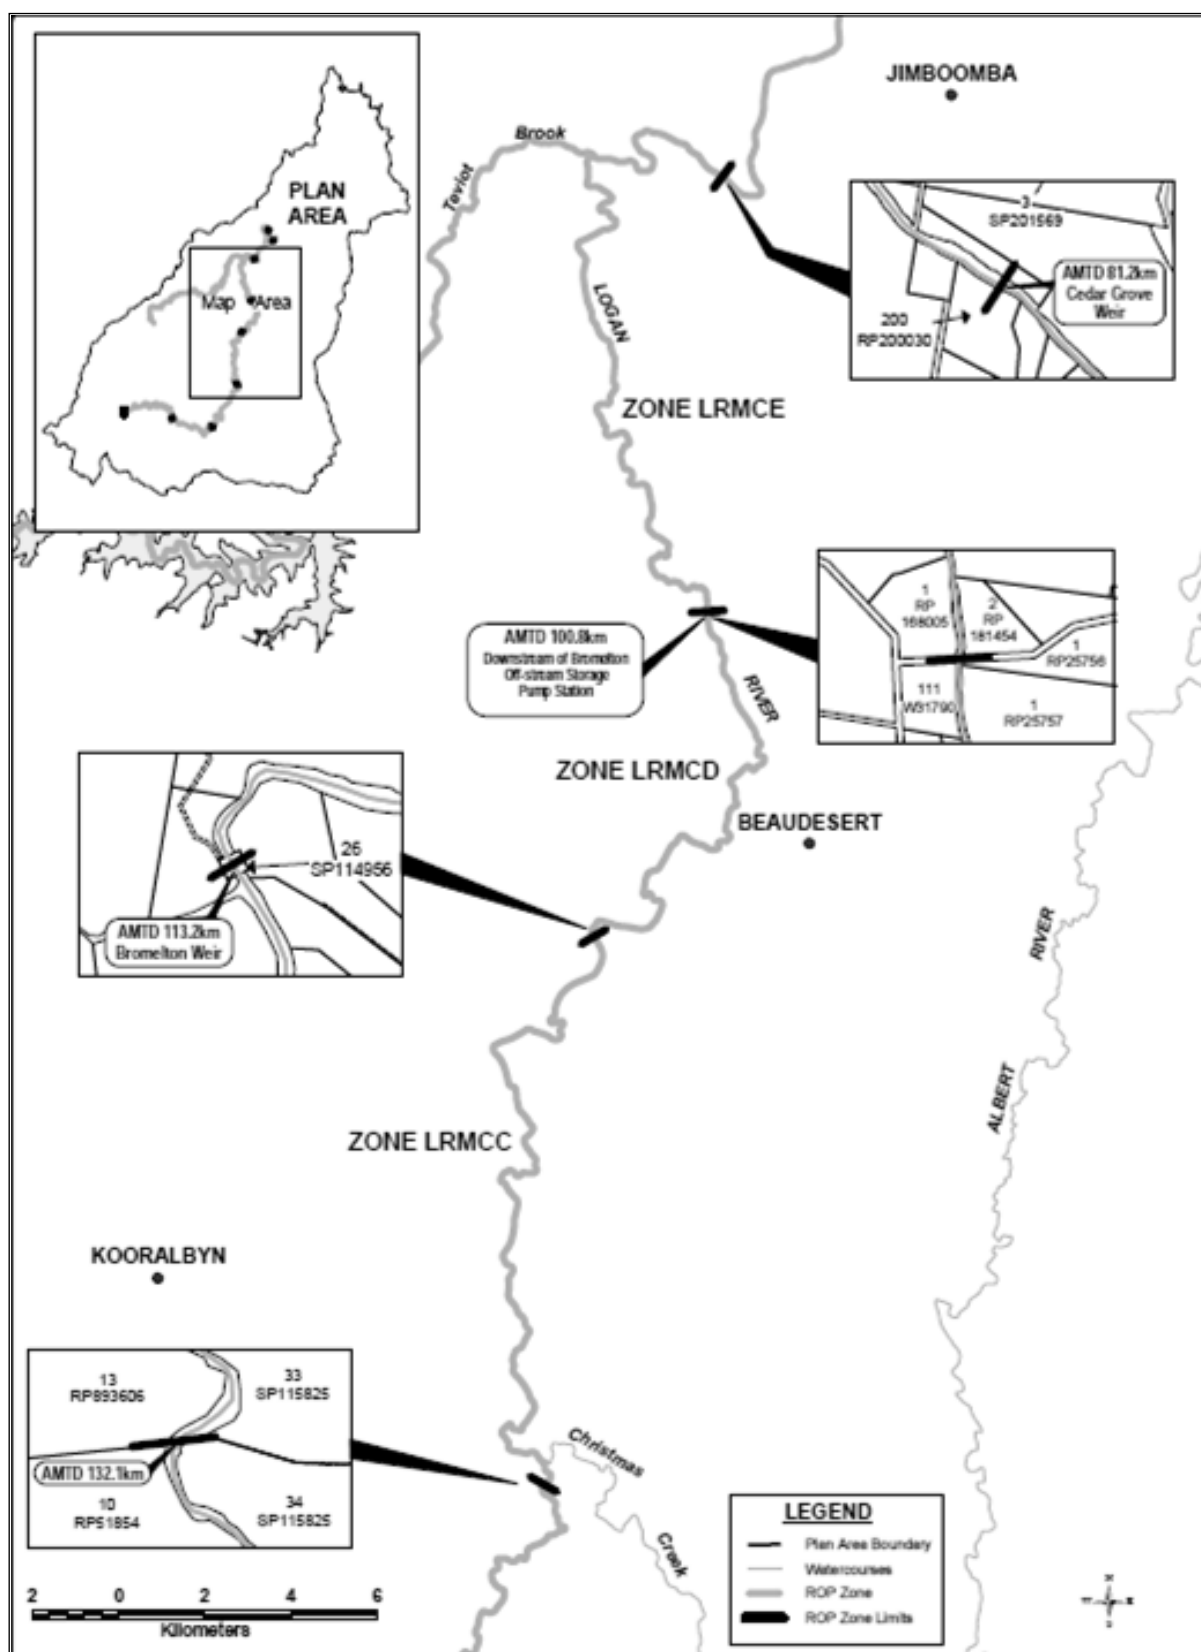 JIMBOOMBA
PLAN
AREA
Map Area
Teviot
Brook
3
SP201569
AMTD 81.2km
Cedar Grove
Weir
200
RP200030
LOGAN
ZONE LRMCE
AMTD 100.8km
Downstream of Bromelton
Off-stream Storage
Pump Station
1
RP
168005
2
RP
181454
1
RP25756
111
W31790
1
RP25757
RIVER
ZONE LRMCD
BEAUDESERT
26
SP114956
AMTD 113.2km
Bromelton Weir
RIVER
ALBERT
ZONE LRMCC
KOORALBYN
13
RP893606
33
SP115825
AMTD 132.1km
10
RP51854
34
SP115825
Christmas
Creek
LEGEND
Plan Area Boundary
Watercourses
ROP Zone
ROP Zone Limits
2 0 2 4 6
Kilometers
N
W E
S